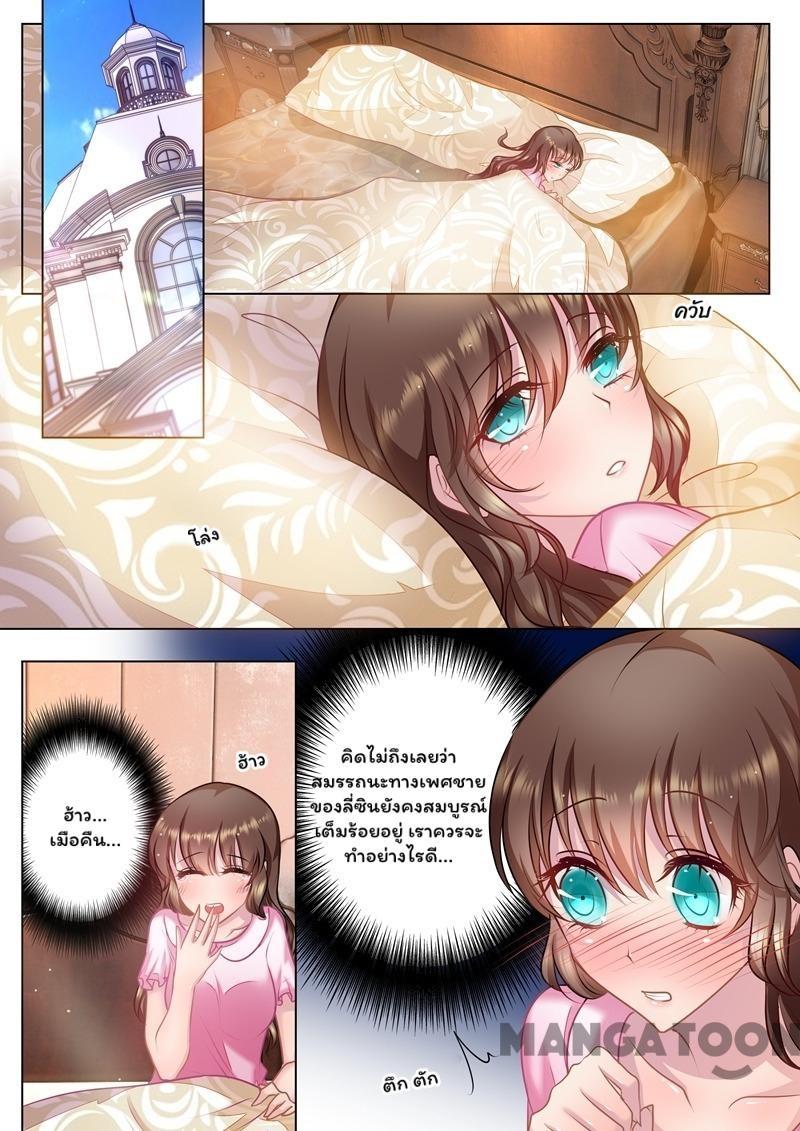 ควับ
โล่ง
ฮ้าว
ฮ้าว...
เมื่อคืน...
คิดไม่ถึงเลยว่า
สมรรถนะทางเพศชาย
ของลี่ซินยังคงสมบูรณ์
เต็มร้อยอยู่ เราควรจะ
ทำอย่างไรดี...
ตึก ตัก
MANGATOON